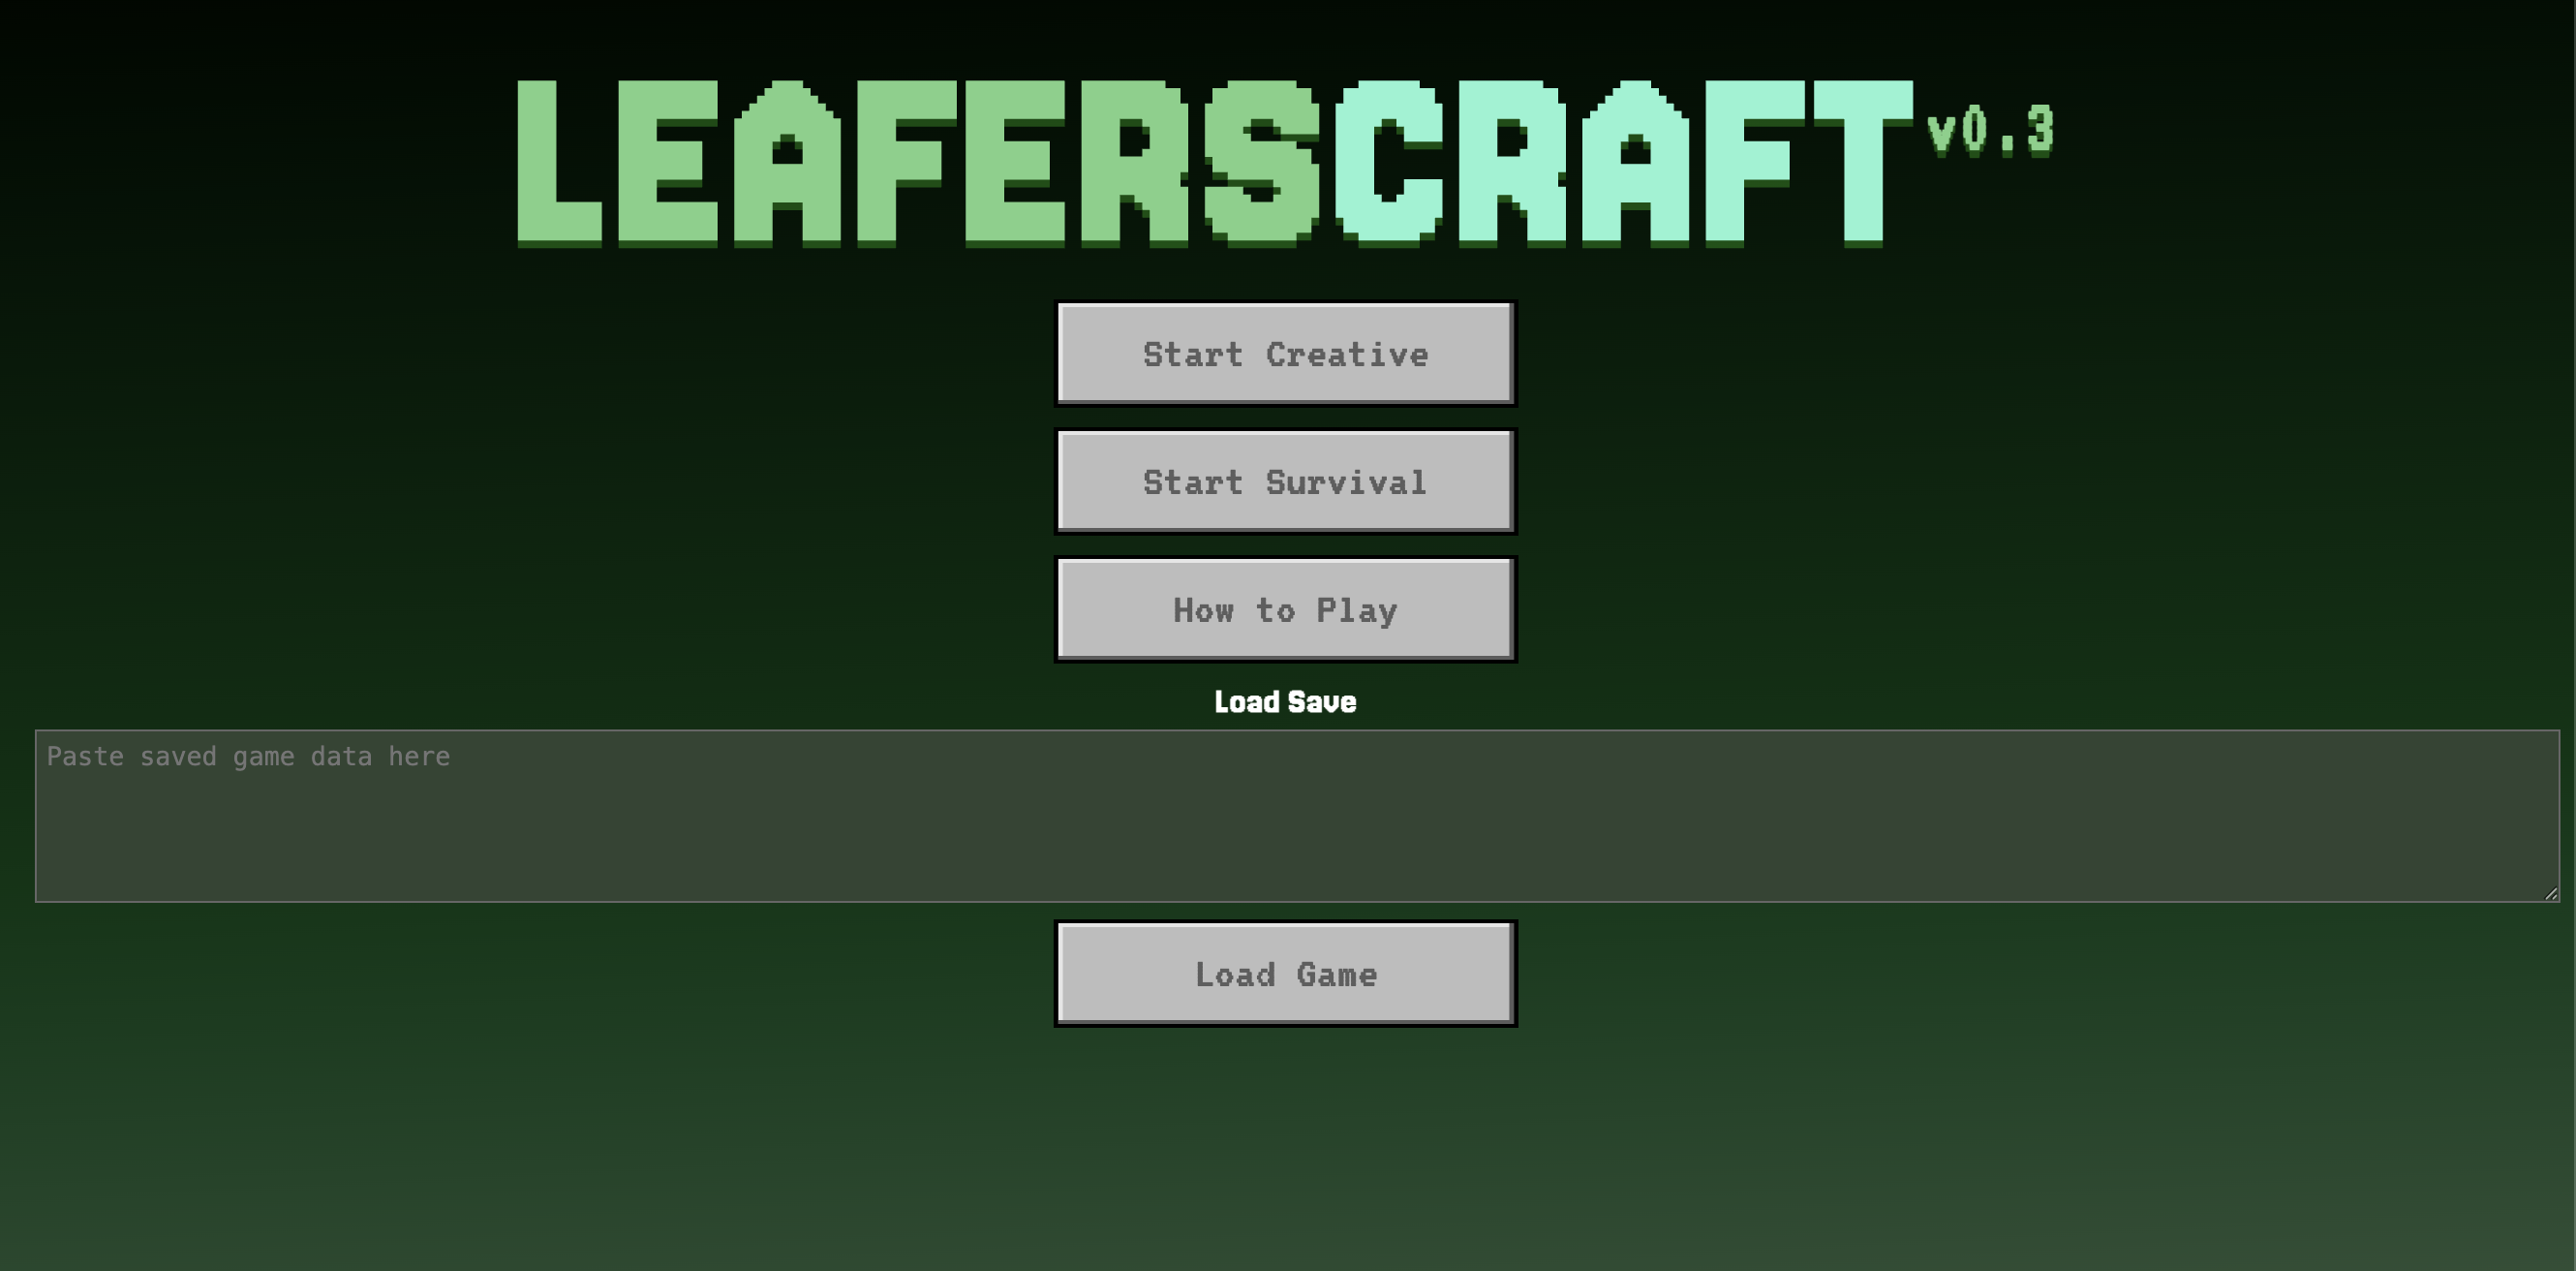 LEAFERSCRAFT v0.3
Start Creative
Start Survival
How to Play
Load Save
Paste saved game data here
Load Game